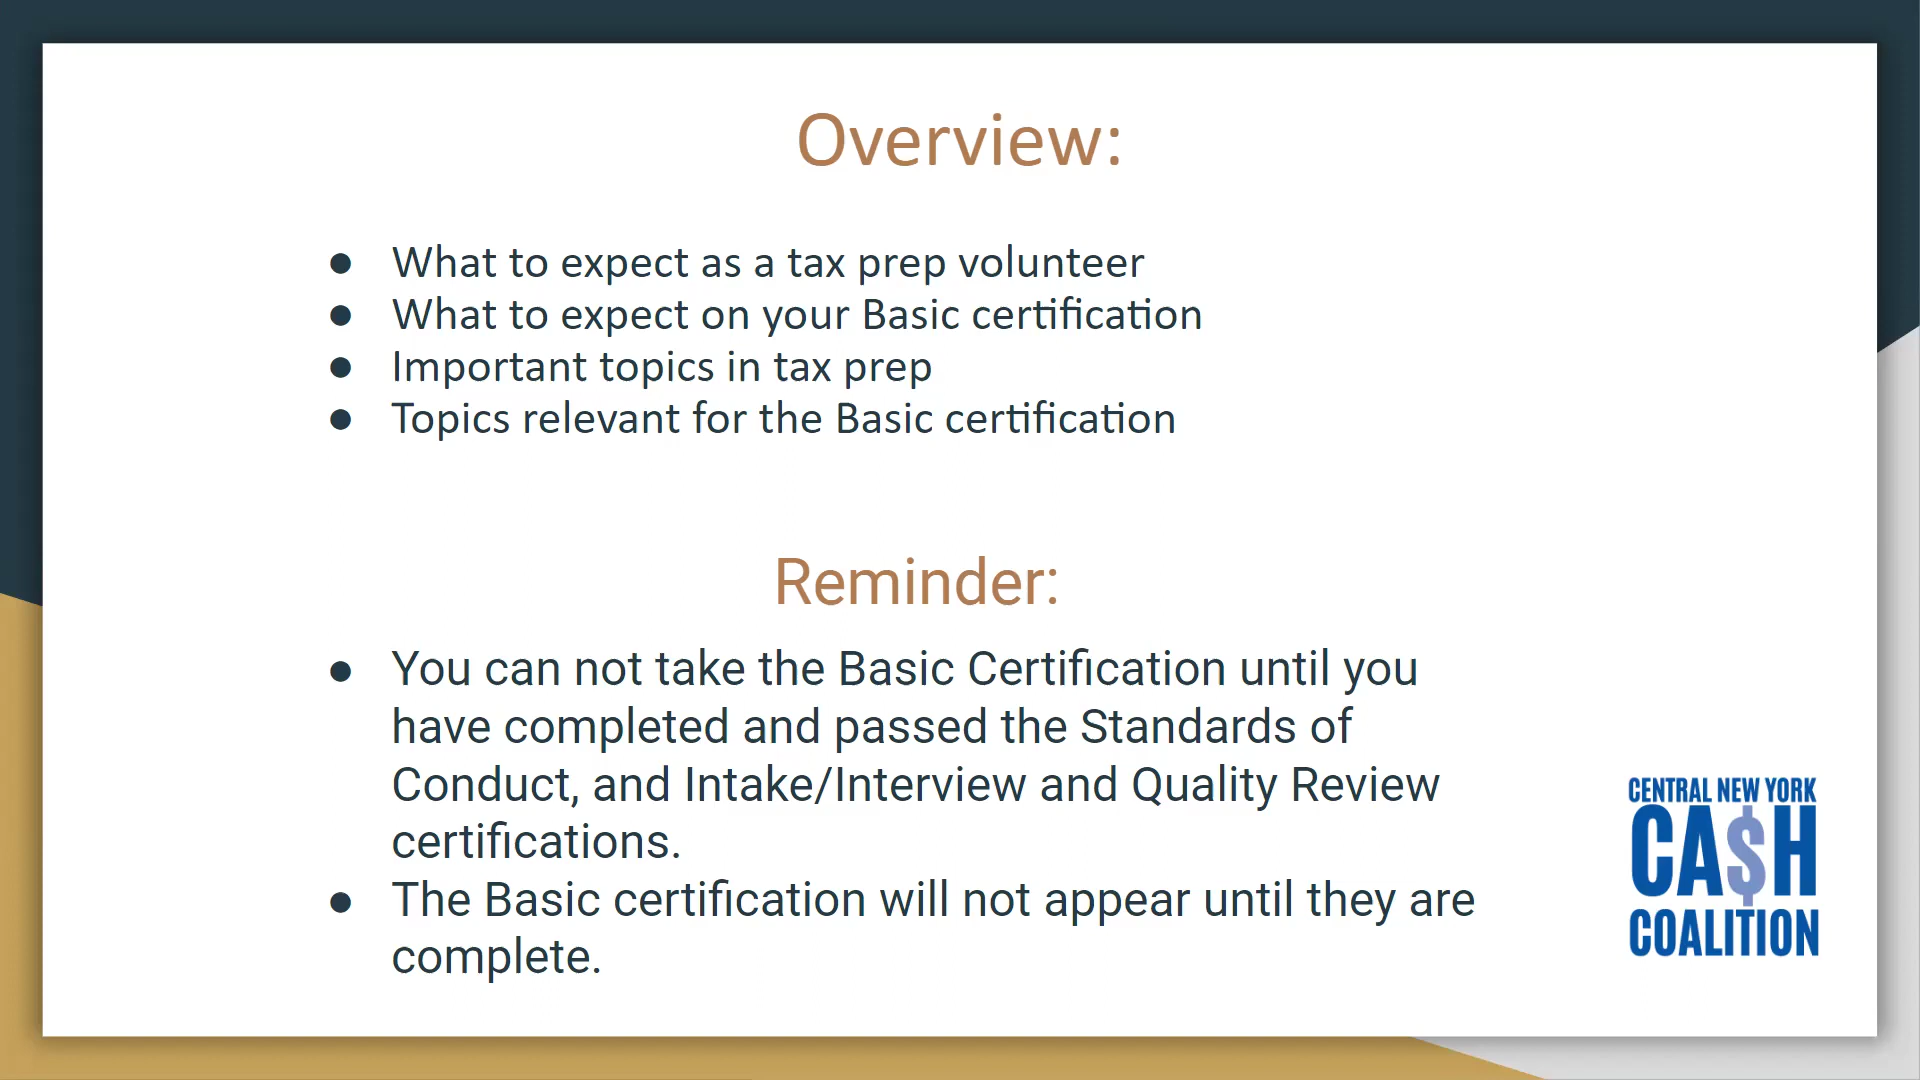 Overview:
● What to expect as a tax prep volunteer
● What to expect on your Basic certification
● Important topics in tax prep
● Topics relevant for the Basic certification
Reminder:
● You can not take the Basic Certification until you
have completed and passed the Standards of
Conduct, and Intake/Interview and Quality Review
certifications.
● The Basic certification will not appear until they are
complete.
CENTRAL NEW YORK
CA$H
COALITION